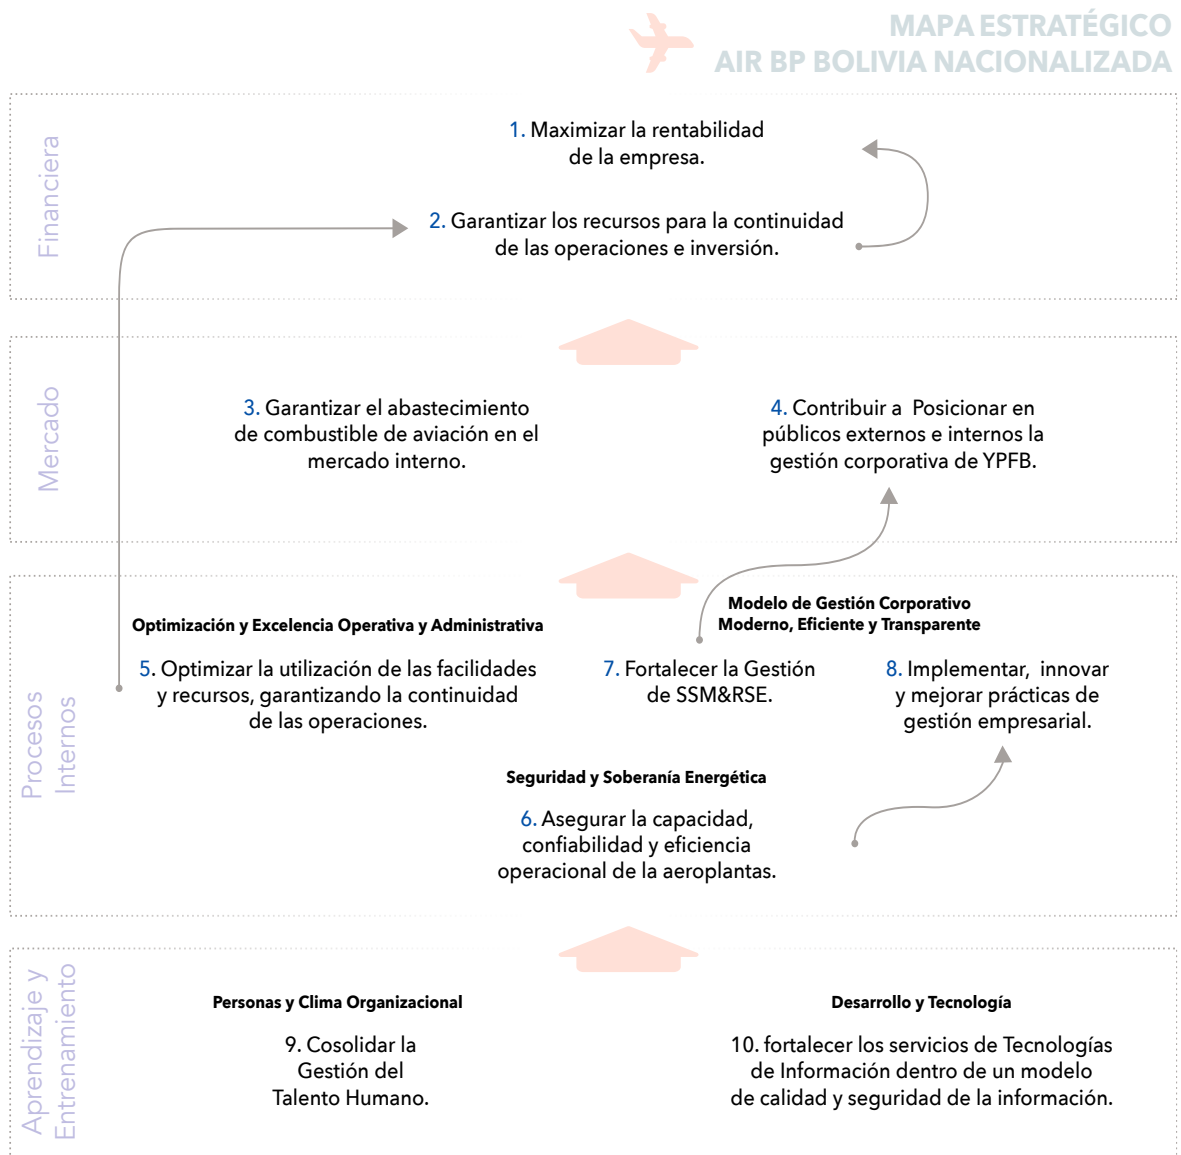 MAPA ESTRATÉGICO
AIR BP BOLIVIA NACIONALIZADA
Financiera
1. Maximizar la rentabilidad
de la empresa.
2. Garantizar los recursos para la continuidad
de las operaciones e inversión.
Mercado
3. Garantizar el abastecimiento
de combustible de aviación en el
mercado interno.
4. Contribuir a Posicionar en
públicos externos e internos la
gestión corporativa de YPFB.
Procesos
Internos
Optimización y Excelencia Operativa y Administrativa
5. Optimizar la utilización de las facilidades
y recursos, garantizando la continuidad
de las operaciones.
Modelo de Gestión Corporativo
Moderno, Eficiente y Transparente
7. Fortalecer la Gestión
de SSM&RSE.
8. Implementar, innovar
y mejorar prácticas de
gestión empresarial.
Seguridad y Soberanía Energética
6. Asegurar la capacidad,
confiabilidad y eficiencia
operacional de la aeroplantas.
Aprendizaje y
Entrenamiento
Personas y Clima Organizacional
9. Cosolidar la
Gestión del
Talento Humano.
Desarrollo y Tecnología
10. fortalecer los servicios de Tecnologías
de Información dentro de un modelo
de calidad y seguridad de la información.